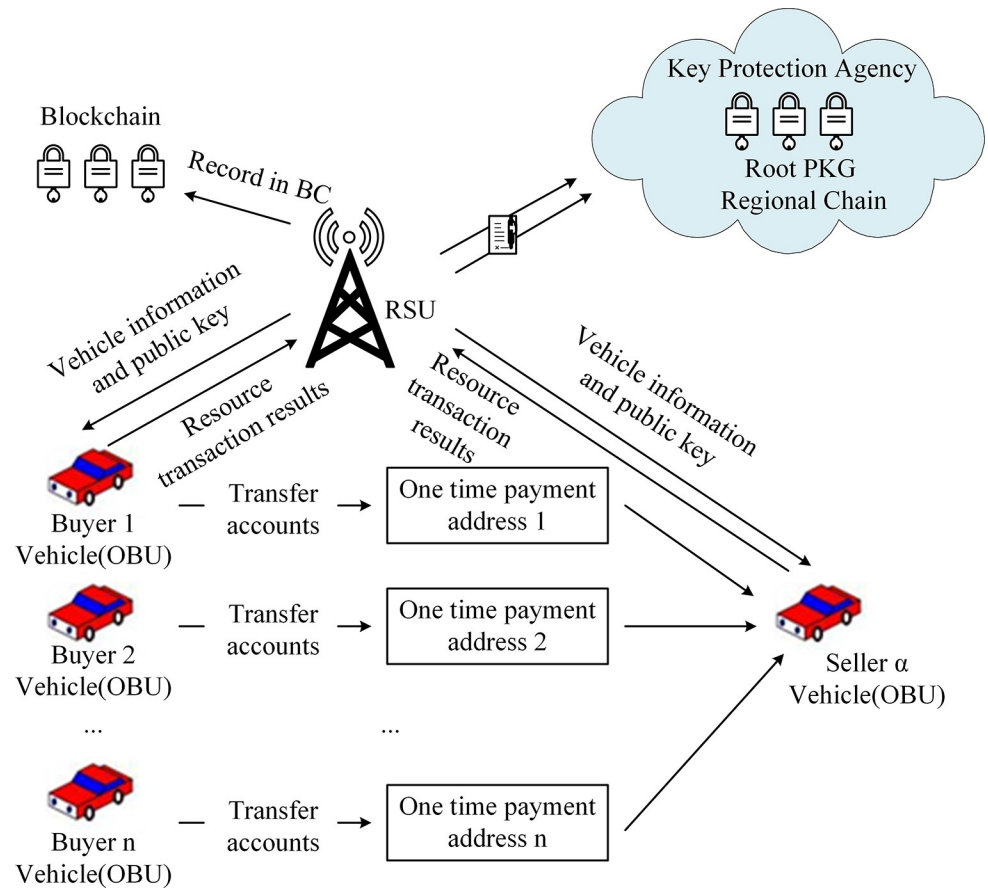 Key Protection Agency
Root PKG
Regional Chain
Blockchain
Record in BC
RSU
Vehicle information
and public key
Resource
transaction results
Resource
transaction
results
Vehicle information
and public key
Buyer 1
Vehicle(OBU)
Transfer
accounts
One time payment
address 1
Buyer 2
Vehicle(OBU)
Transfer
accounts
One time payment
address 2
Seller α
Vehicle(OBU)
...
...
Buyer n
Vehicle(OBU)
Transfer
accounts
One time payment
address n